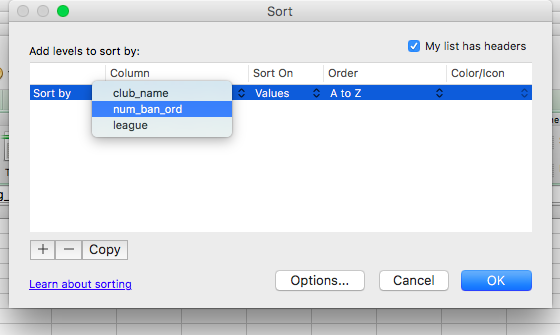 Sort
Add levels to sort by:
My list has headers
Column Sort On Order Color/Icon
Sort by Values A to Z
club_name
num_ban_ord
league
+ − Copy
Learn about sorting
Options... Cancel OK